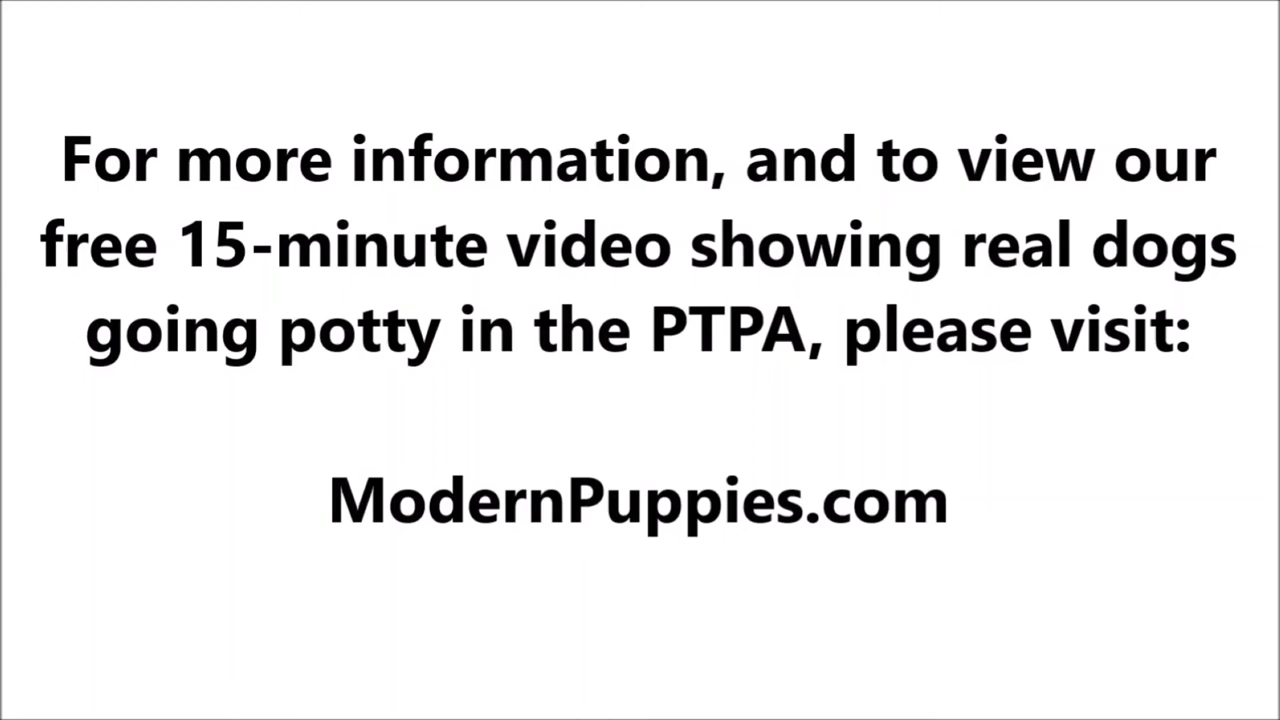 For more information, and to view our
free 15-minute video showing real dogs
going potty in the PTPA, please visit:
ModernPuppies.com